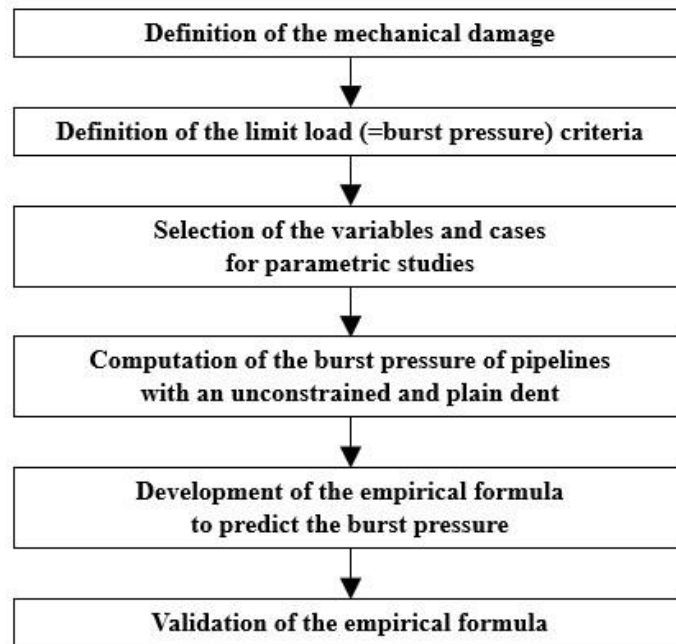 Definition of the mechanical damage
Definition of the limit load (=burst pressure) criteria
Selection of the variables and cases
for parametric studies
Computation of the burst pressure of pipelines
with an unconstrained and plain dent
Development of the empirical formula
to predict the burst pressure
Validation of the empirical formula